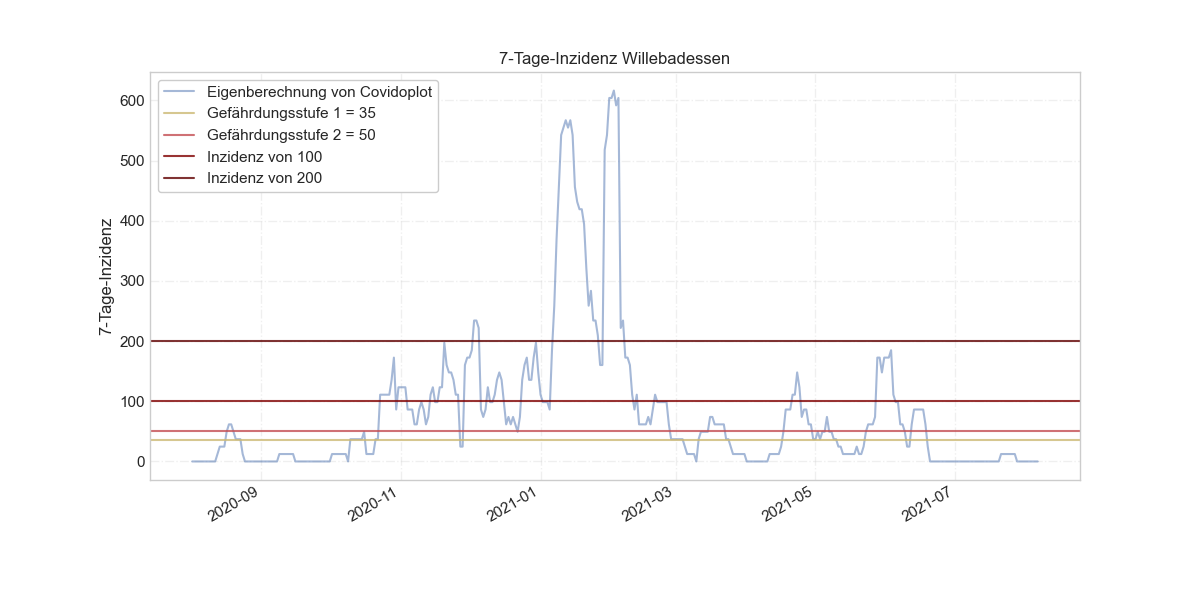 7-Tage-Inzidenz Willebadessen
Eigenberechnung von Covidoplot
Gefährdungsstufe 1 = 35
Gefährdungsstufe 2 = 50
Inzidenz von 100
Inzidenz von 200
7-Tage-Inzidenz
600
500
400
300
200
100
0
2020-09
2020-11
2021-01
2021-03
2021-05
2021-07